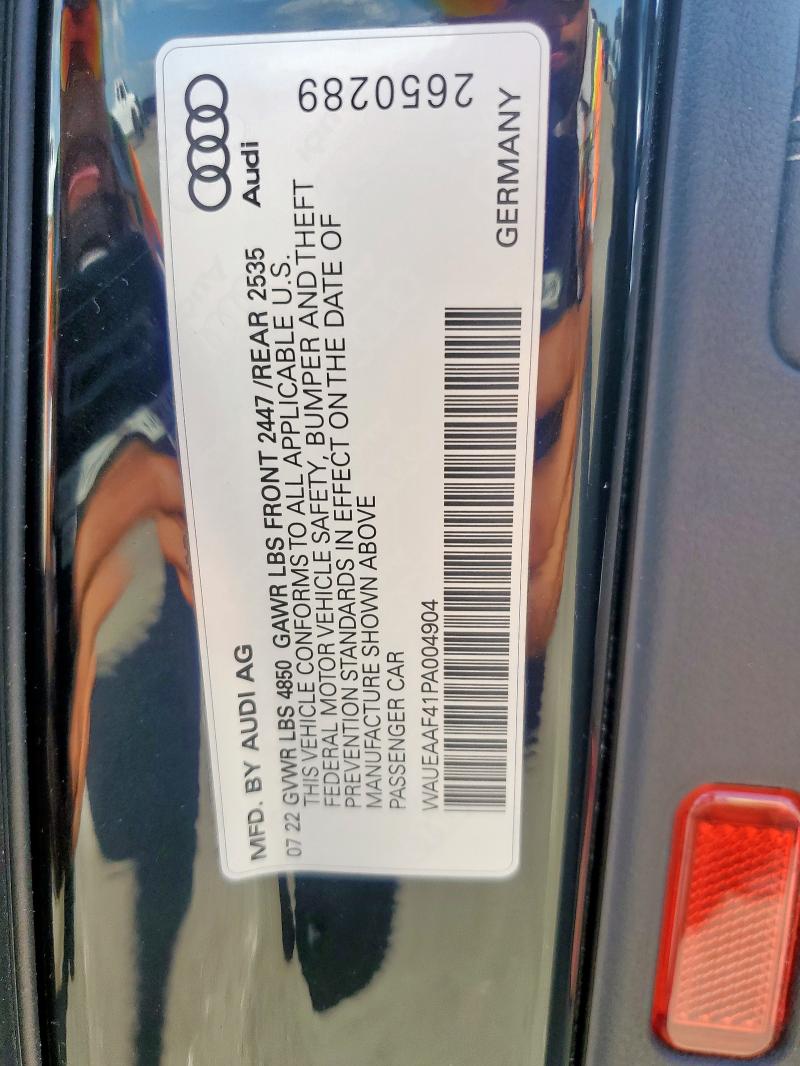 MFD. BY AUDI AG
07 22 GVWR LBS 4850 GAWR LBS FRONT 2447 /REAR 2535
THIS VEHICLE CONFORMS TO ALL APPLICABLE U.S.
FEDERAL MOTOR VEHICLE SAFETY, BUMPER AND THEFT
PREVENTION STANDARDS IN EFFECT ON THE DATE OF
MANUFACTURE SHOWN ABOVE
PASSENGER CAR
WAUEAAF41PA004904
Audi
2650289
GERMANY